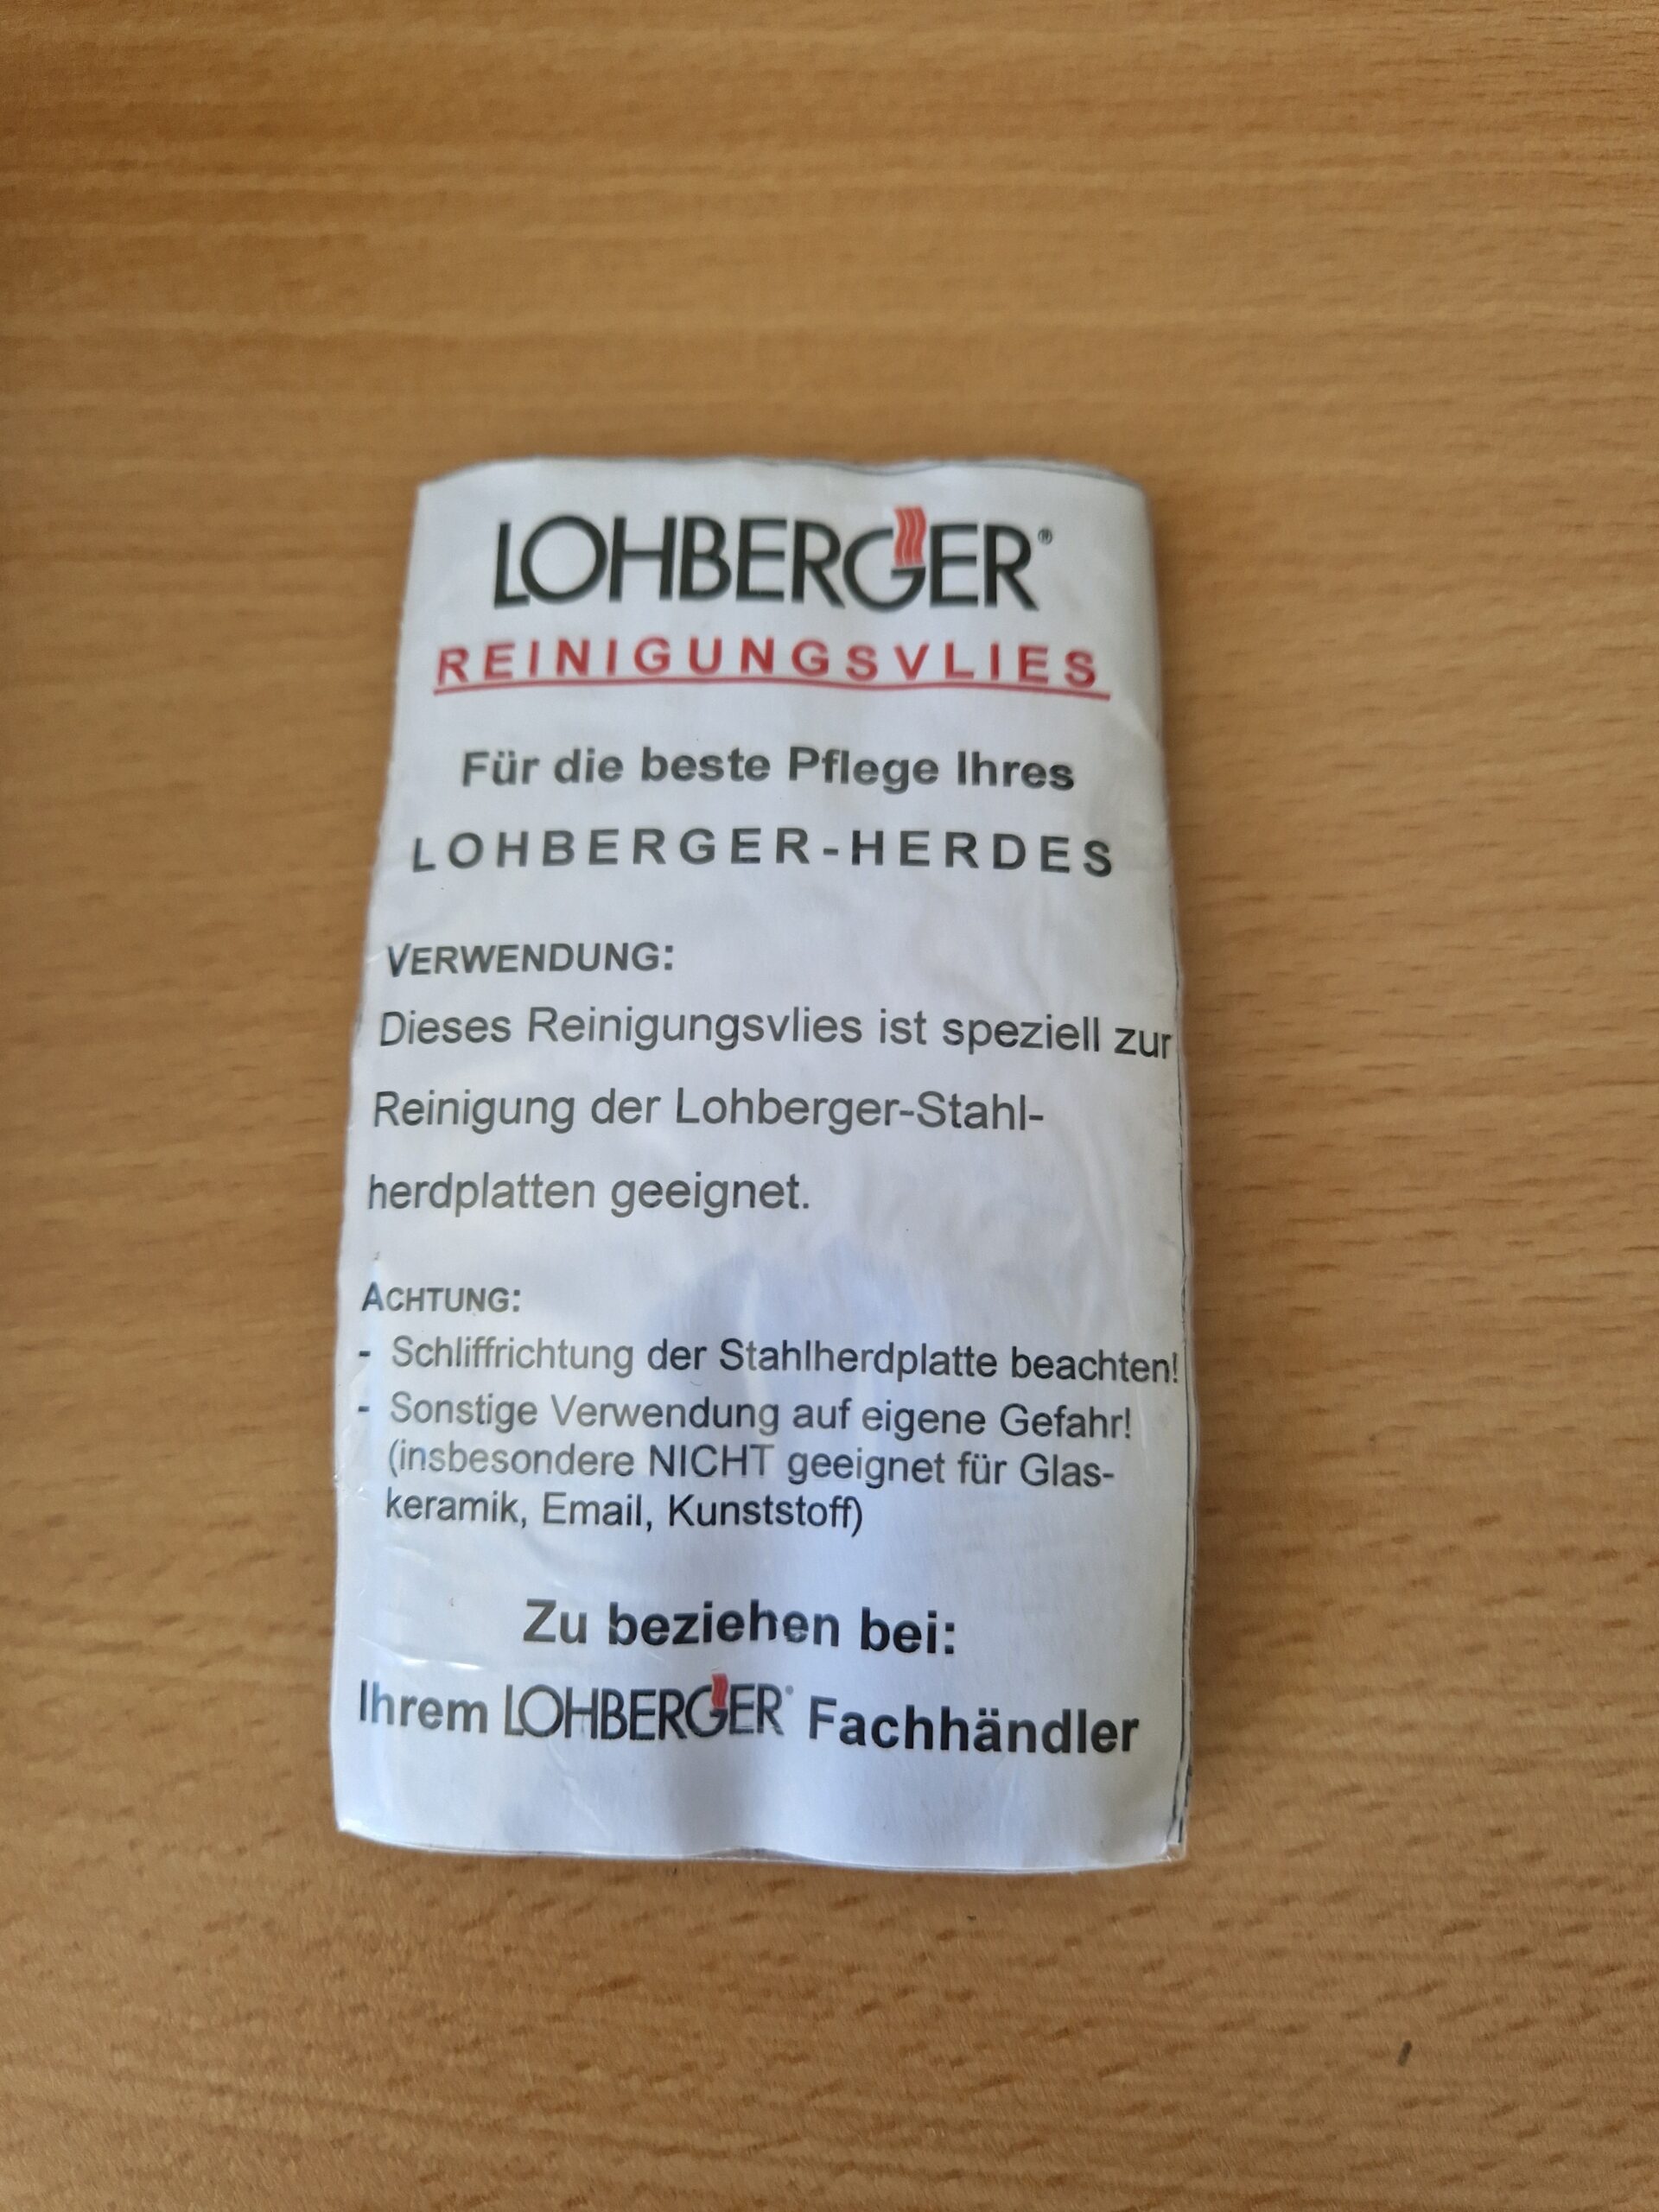 LOHBERGER®
REINIGUNGSVLIES
Für die beste Pflege Ihres
LOHBERGER-HERDES
VERWENDUNG:
Dieses Reinigungsvlies ist speziell zur
Reinigung der Lohberger-Stahl-
herdplatten geeignet.
ACHTUNG:
- Schliffrichtung der Stahlherdplatte beachten!
- Sonstige Verwendung auf eigene Gefahr!
(insbesondere NICHT geeignet für Glas-
keramik, Email, Kunststoff)
Zu beziehen bei:
Ihrem LOHBERGER® Fachhändler